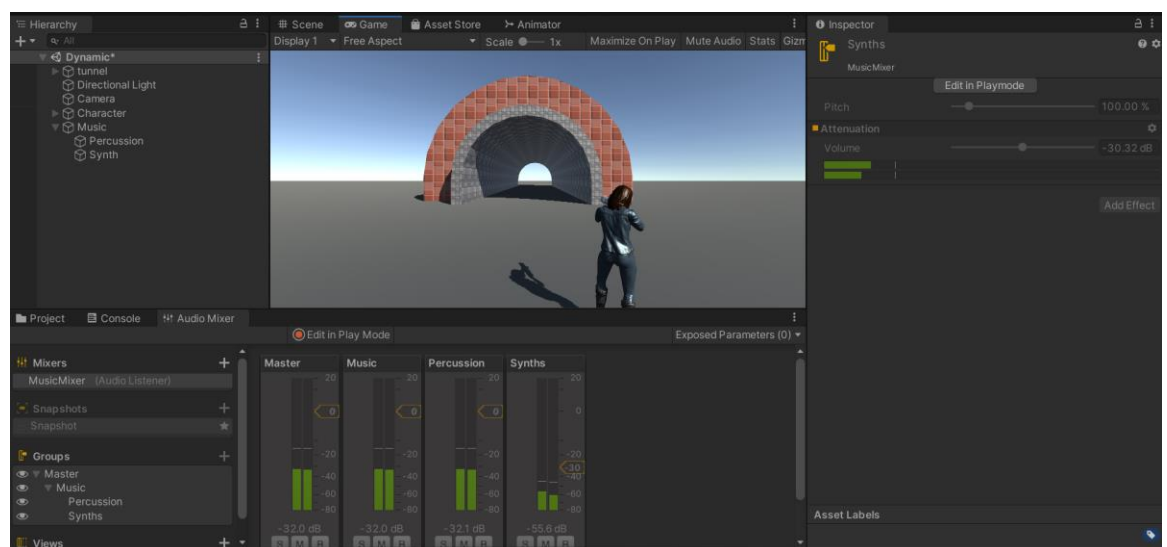 Hierarchy
All
Dynamic*
tunnel
Directional Light
Camera
Character
Music
Percussion
Synth
Scene Game Asset Store Animator
Display 1 Free Aspect Scale 1x Maximize On Play Mute Audio Stats Gizm
Inspector
Synths
MusicMixer
Edit in Playmode
Pitch 100.00 %
Attenuation
Volume -30.32 dB
Add Effect
Asset Labels
Project Console Audio Mixer
Edit in Play Mode Exposed Parameters (0)
Mixers
MusicMixer (Audio Listener)
Snapshots
Snapshot
Groups
Master
Music
Percussion
Synths
Views
Master Music Percussion Synths
20 20 20 20
0 0 0 0
-20 -20 -20 -20
-30
-40 -40 -40 -40
-60 -60 -60 -60
-80 -80 -80 -80
-32.0 dB -32.0 dB -32.1 dB -55.6 dB
S M B S M B S M B S M B